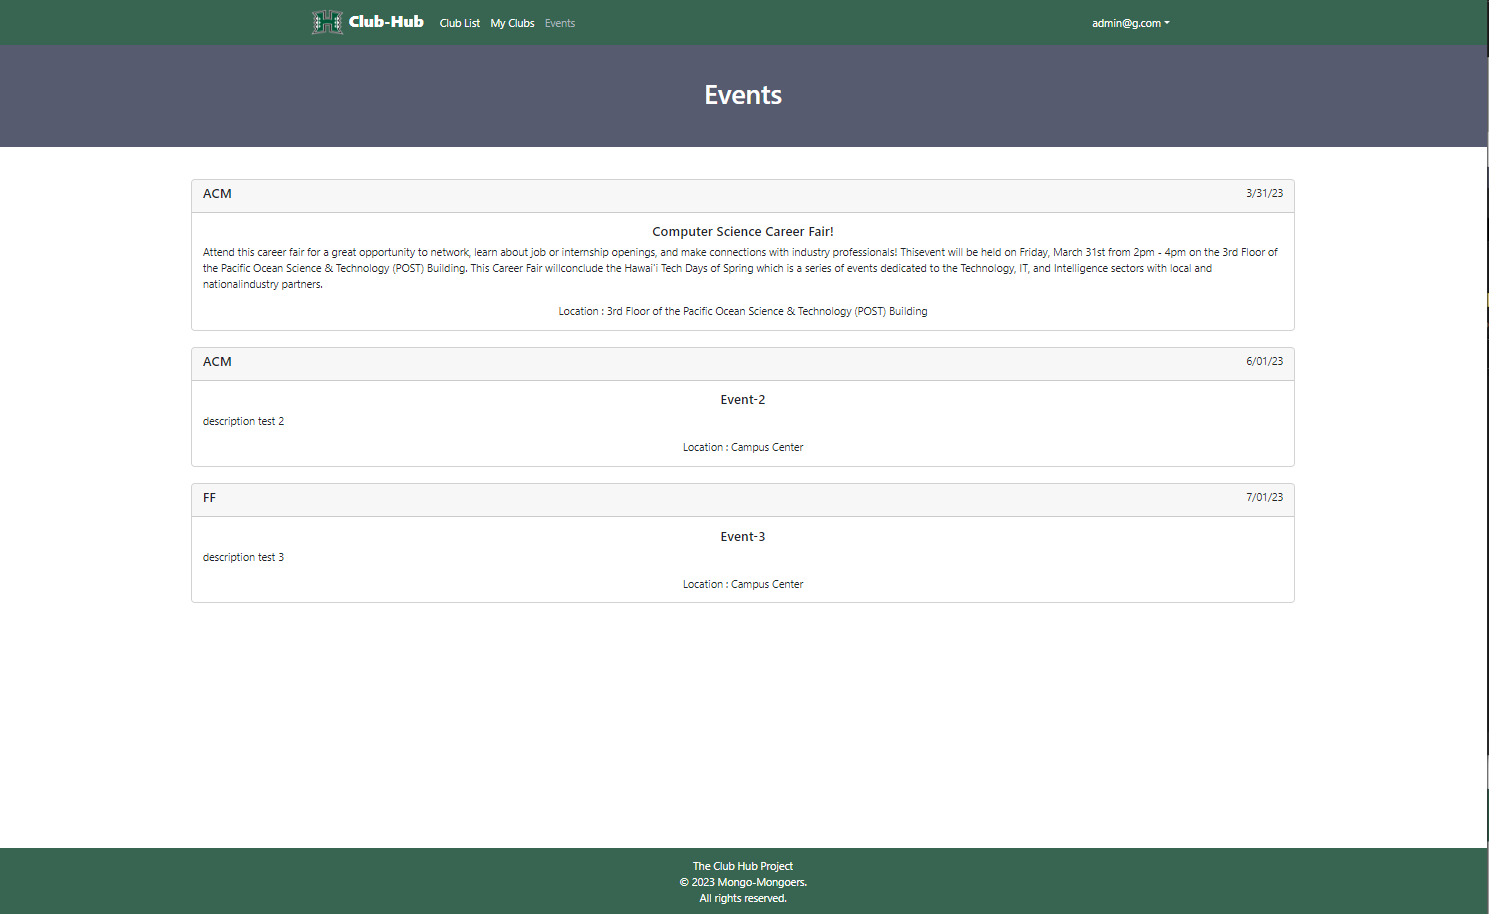 Club-Hub Club List My Clubs Events admin@g.com
Events
ACM 3/31/23
Computer Science Career Fair!
Attend this career fair for a great opportunity to network, learn about job or internship openings, and make connections with industry professionals! Thisevent will be held on Friday, March 31st from 2pm - 4pm on the 3rd Floor of
the Pacific Ocean Science & Technology (POST) Building. This Career Fair willconclude the Hawai'i Tech Days of Spring which is a series of events dedicated to the Technology, IT, and Intelligence sectors with local and
nationalindustry partners.
Location : 3rd Floor of the Pacific Ocean Science & Technology (POST) Building
ACM 6/01/23
Event-2
description test 2
Location : Campus Center
FF 7/01/23
Event-3
description test 3
Location : Campus Center
The Club Hub Project
© 2023 Mongo-Mongoers.
All rights reserved.